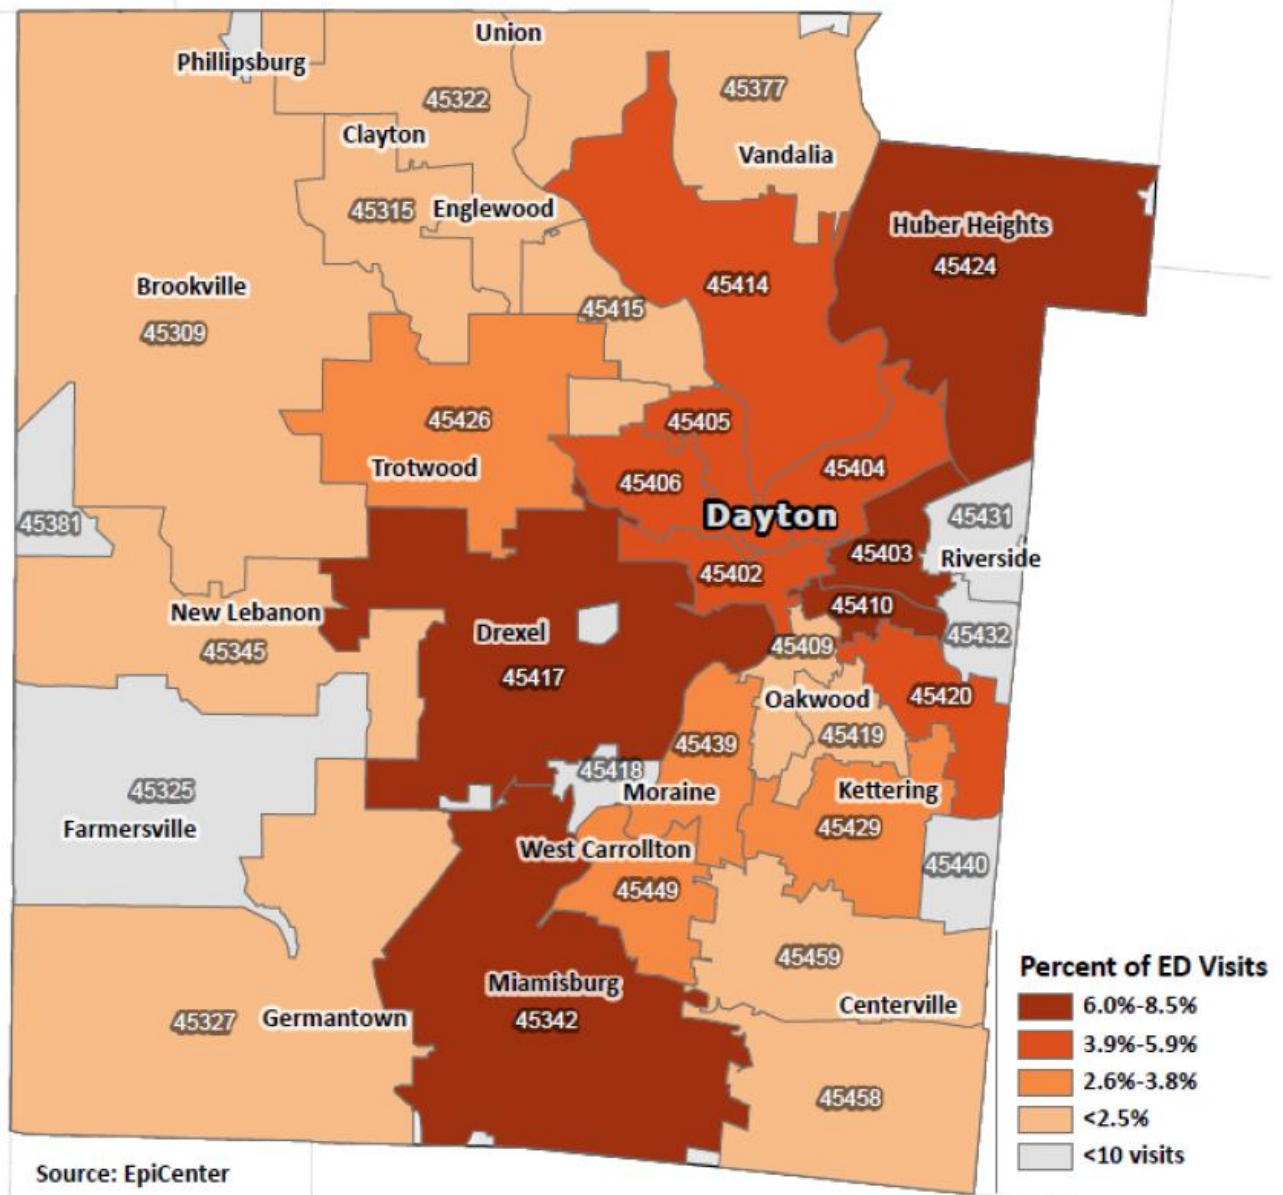 Union
Phillipsburg
45377
45322
Clayton
Vandalia
45315
Englewood
Huber Heights
45424
Brookville
45414
45415
45309
45426
45405
Trotwood
45404
45406
Dayton
45381
45431
45403
Riverside
45402
45410
New Lebanon
Drexel
45432
45409
45345
45417
Oakwood
45420
45419
45439
45418
Moraine
Kettering
45325
Farmersville
45429
West Carrollton
45440
45449
45459
Miamisburg
Centerville
45327
Germantown
45342
45458
Percent of ED Visits
6.0%-8.5%
3.9%-5.9%
2.6%-3.8%
<2.5%
<10 visits
Source: EpiCenter